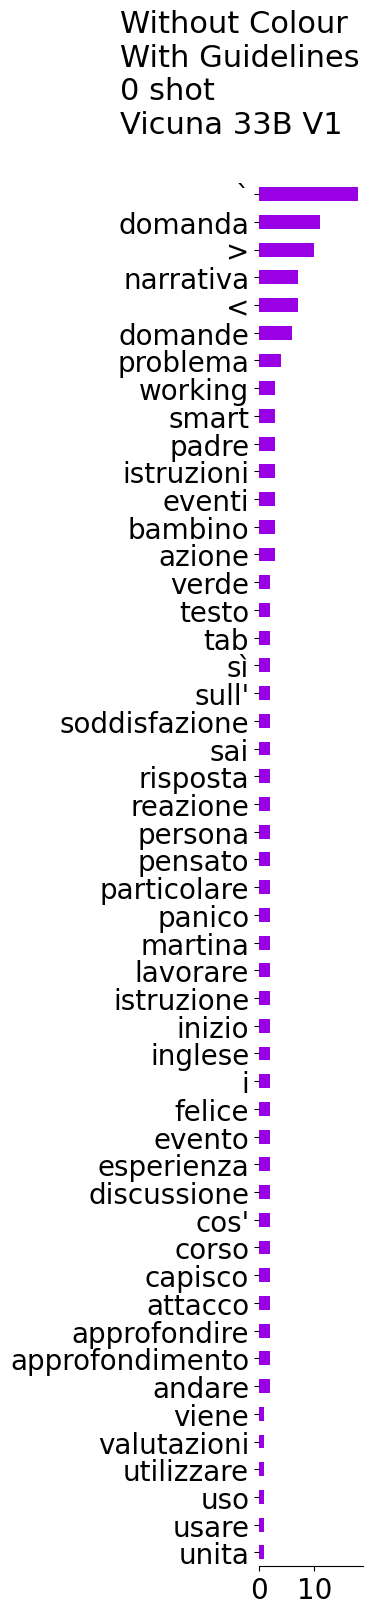 Without Colour
With Guidelines
0 shot
Vicuna 33B V1
`
domanda
>
narrativa
<
domande
problema
working
smart
padre
istruzioni
eventi
bambino
azione
verde
testo
tab
sì
sull'
soddisfazione
sai
risposta
reazione
persona
pensato
particolare
panico
martina
lavorare
istruzione
inizio
inglese
i
felice
evento
esperienza
discussione
cos'
corso
capisco
attacco
approfondire
approfondimento
andare
viene
valutazioni
utilizzare
uso
usare
unita
0 10